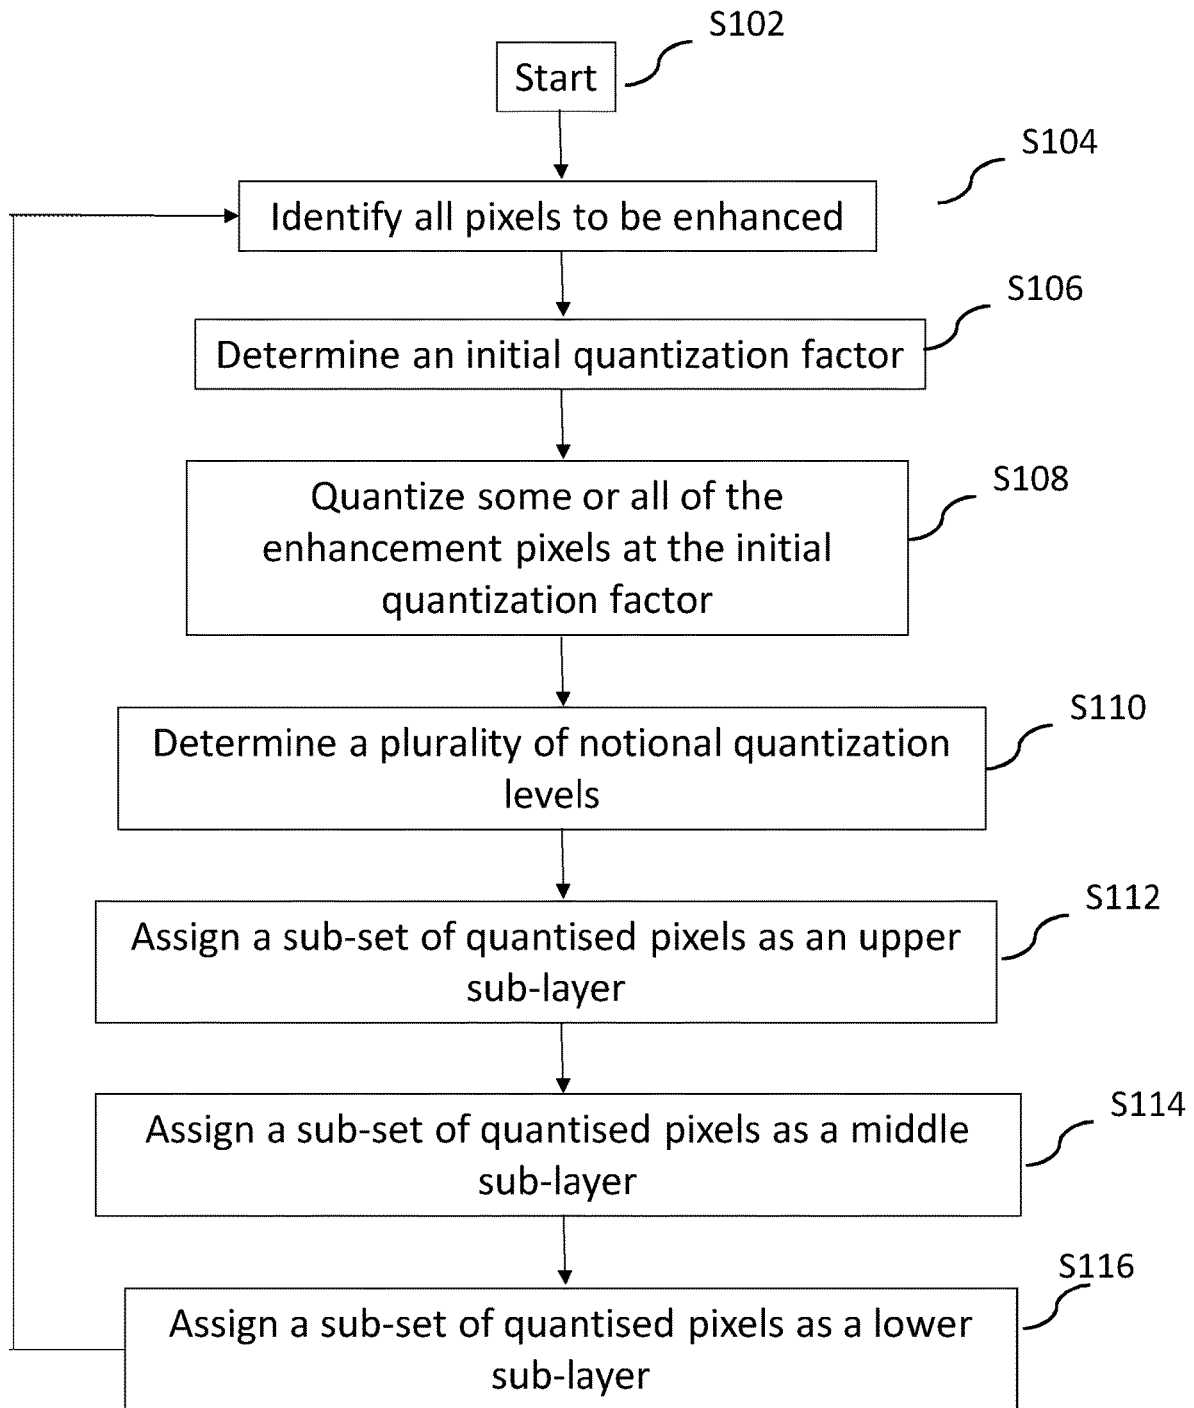 S102
Start
S104
Identify all pixels to be enhanced
S106
Determine an initial quantization factor
S108
Quantize some or all of the
enhancement pixels at the initial
quantization factor
S110
Determine a plurality of notional quantization
levels
S112
Assign a sub-set of quantised pixels as an upper
sub-layer
S114
Assign a sub-set of quantised pixels as a middle
sub-layer
S116
Assign a sub-set of quantised pixels as a lower
sub-layer